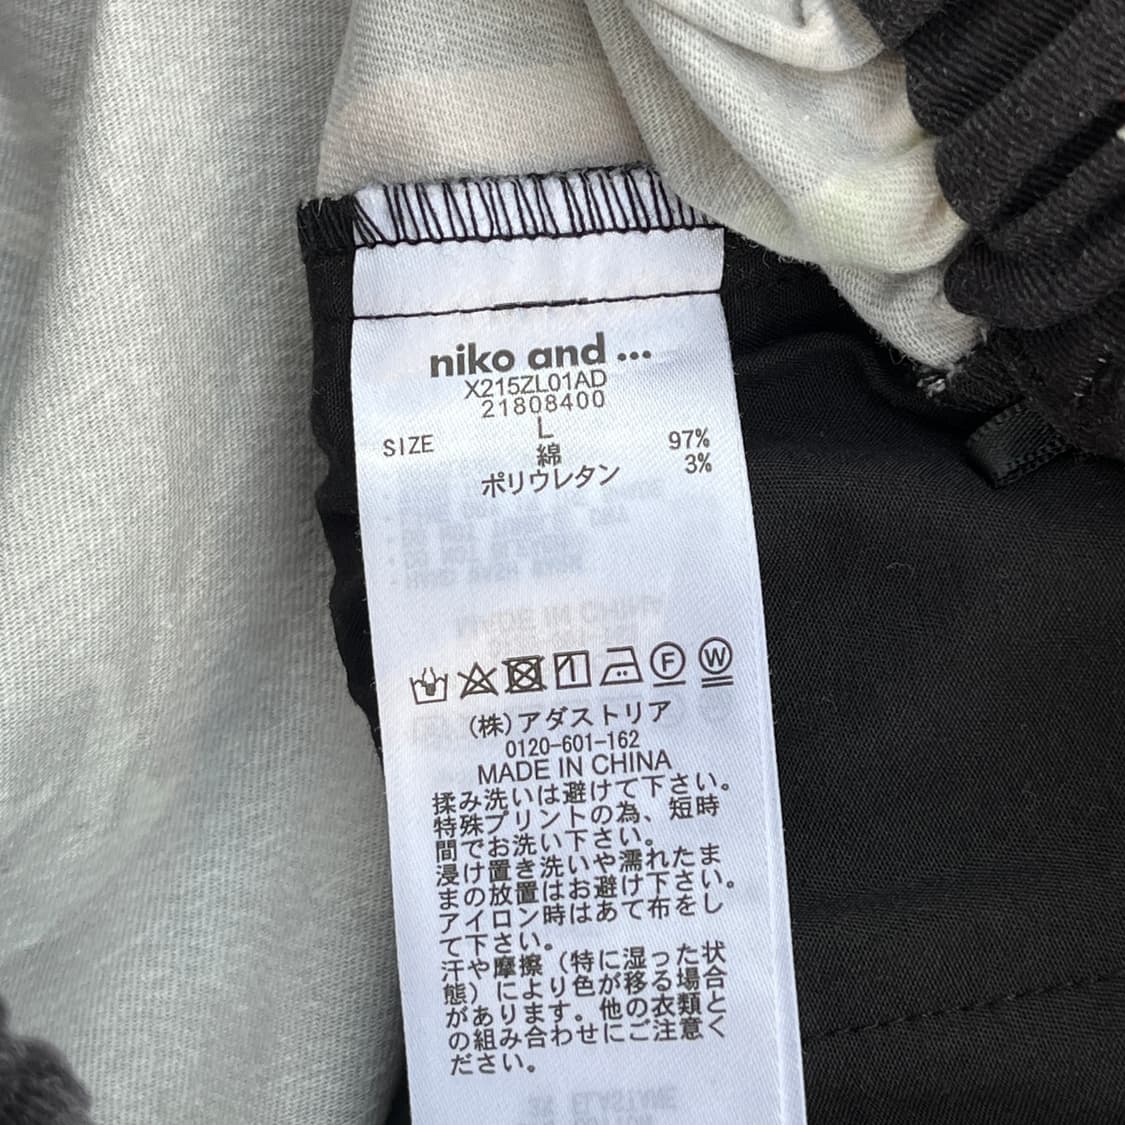 niko and ...
X215ZL01AD
21808400
SIZE L
綿 97%
ポリウレタン 3%
F W
(株)アダストリア
0120-601-162
MADE IN CHINA
揉み洗いは避けて下さい。
特殊プリントの為、短時
間でお洗い下さい。
浸け置き洗いや濡れたま
まの放置はお避け下さい。
アイロン時はあて布をし
て下さい。
汗や摩擦（特に湿った状
態）により色が移る場合
があります。他の衣類と
の組み合わせにご注意く
ださい。